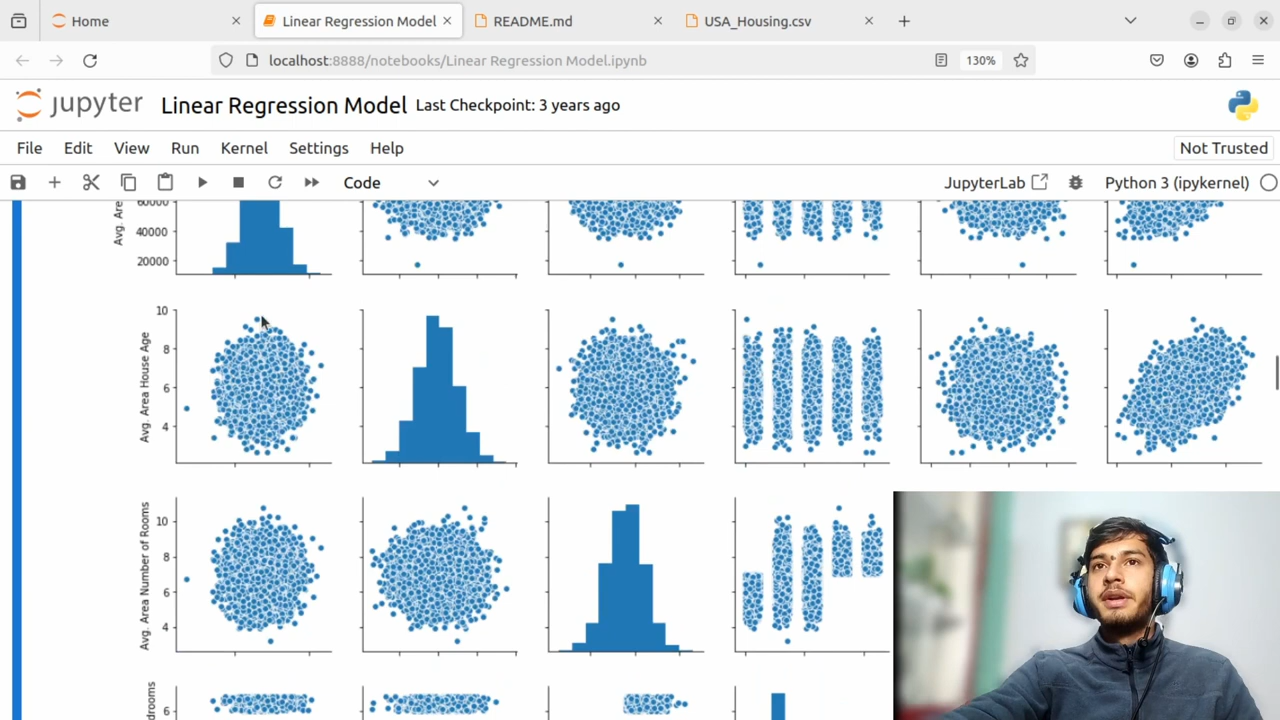 Home
Linear Regression Model
README.md
USA_Housing.csv
localhost:8888/notebooks/Linear Regression Model.ipynb
130%
jupyter
Linear Regression Model
Last Checkpoint: 3 years ago
File
Edit
View
Run
Kernel
Settings
Help
Not Trusted
Code
JupyterLab
Python 3 (ipykernel)
Avg. Are
60000
40000
20000
Avg. Area House Age
10
8
6
4
Avg. Area Number of Rooms
10
8
6
4
drooms
6